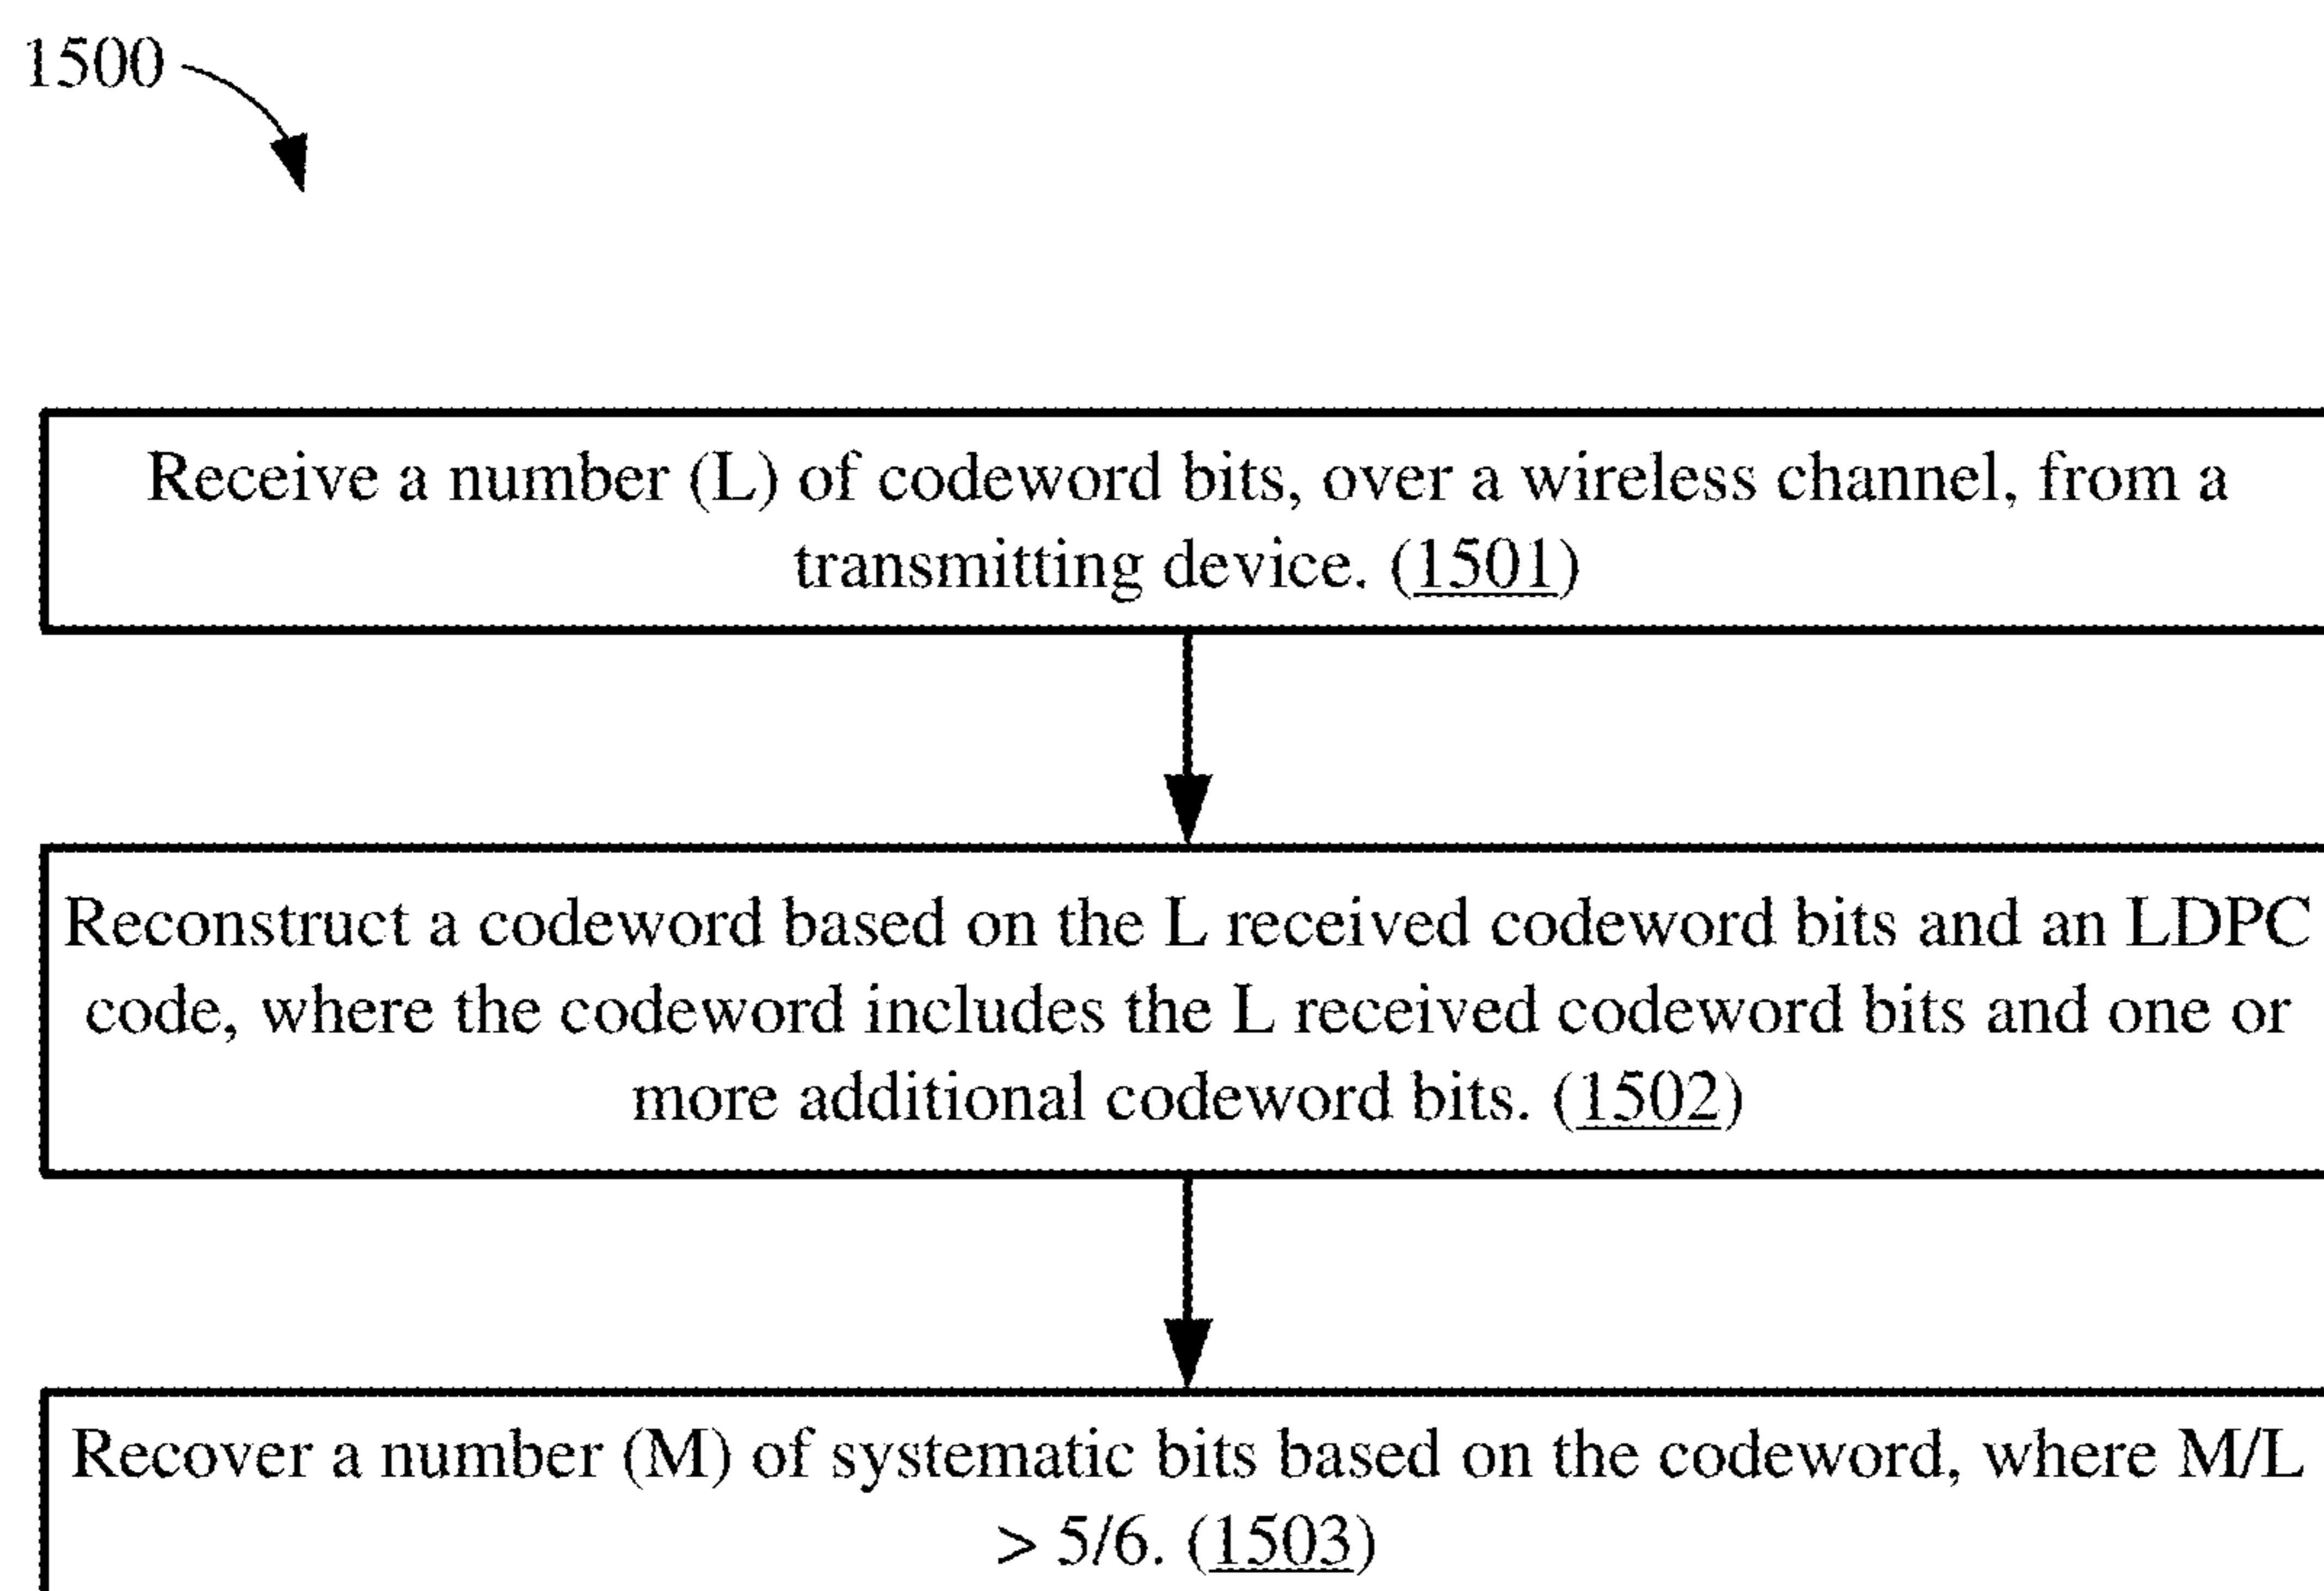 1500
Receive a number (L) of codeword bits, over a wireless channel, from a
transmitting device. (1501)
Reconstruct a codeword based on the L received codeword bits and an LDPC
code, where the codeword includes the L received codeword bits and one or
more additional codeword bits. (1502)
Recover a number (M) of systematic bits based on the codeword, where M/L
> 5/6. (1503)